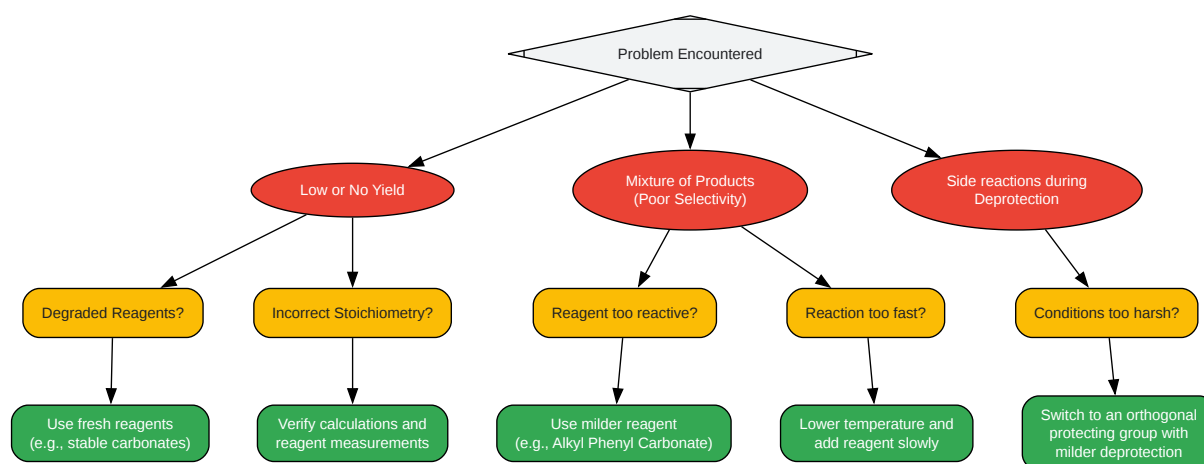 Problem Encountered
Low or No Yield
Mixture of Products
(Poor Selectivity)
Side reactions during
Deprotection
Degraded Reagents?
Incorrect Stoichiometry?
Reagent too reactive?
Reaction too fast?
Conditions too harsh?
Use fresh reagents
(e.g., stable carbonates)
Verify calculations and
reagent measurements
Use milder reagent
(e.g., Alkyl Phenyl Carbonate)
Lower temperature and
add reagent slowly
Switch to an orthogonal
protecting group with
milder deprotection